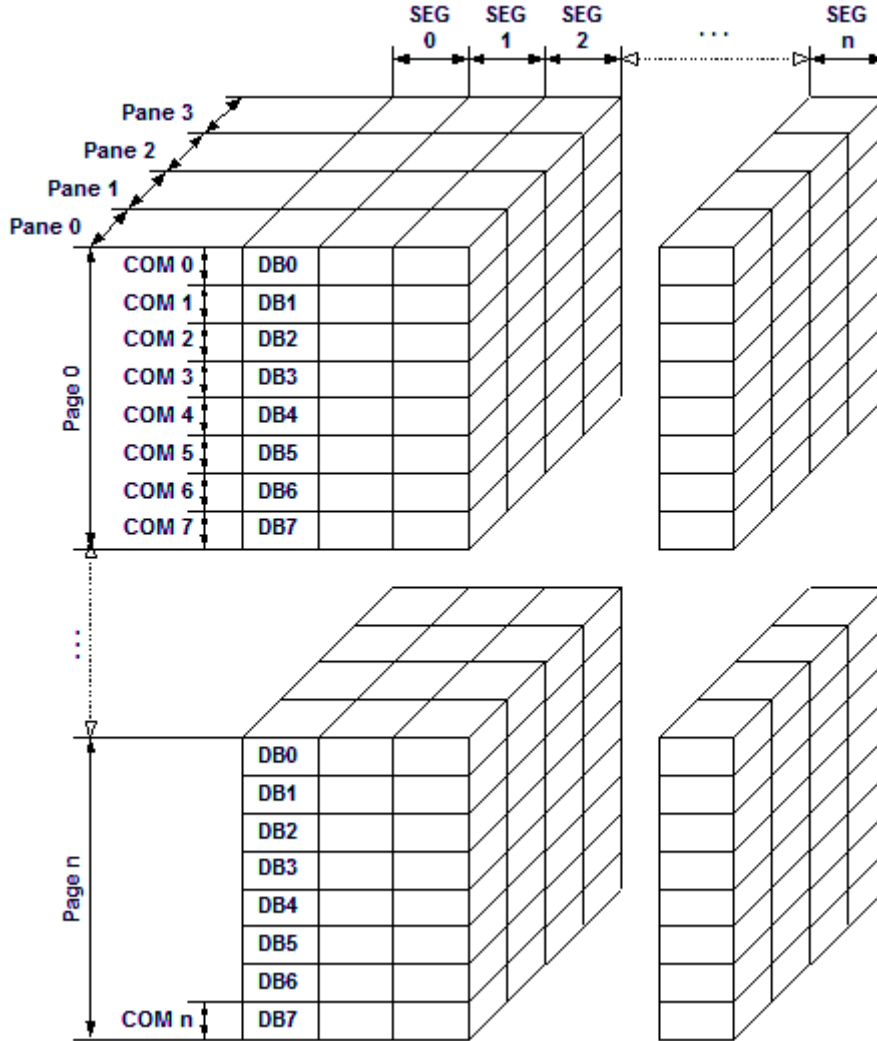 SEG SEG SEG SEG
0 1 2 ... n
Pane 3
Pane 2
Pane 1
Pane 0
Page 0
COM 0 DB0
COM 1 DB1
COM 2 DB2
COM 3 DB3
COM 4 DB4
COM 5 DB5
COM 6 DB6
COM 7 DB7
...
Page n
DB0
DB1
DB2
DB3
DB4
DB5
DB6
COM n DB7